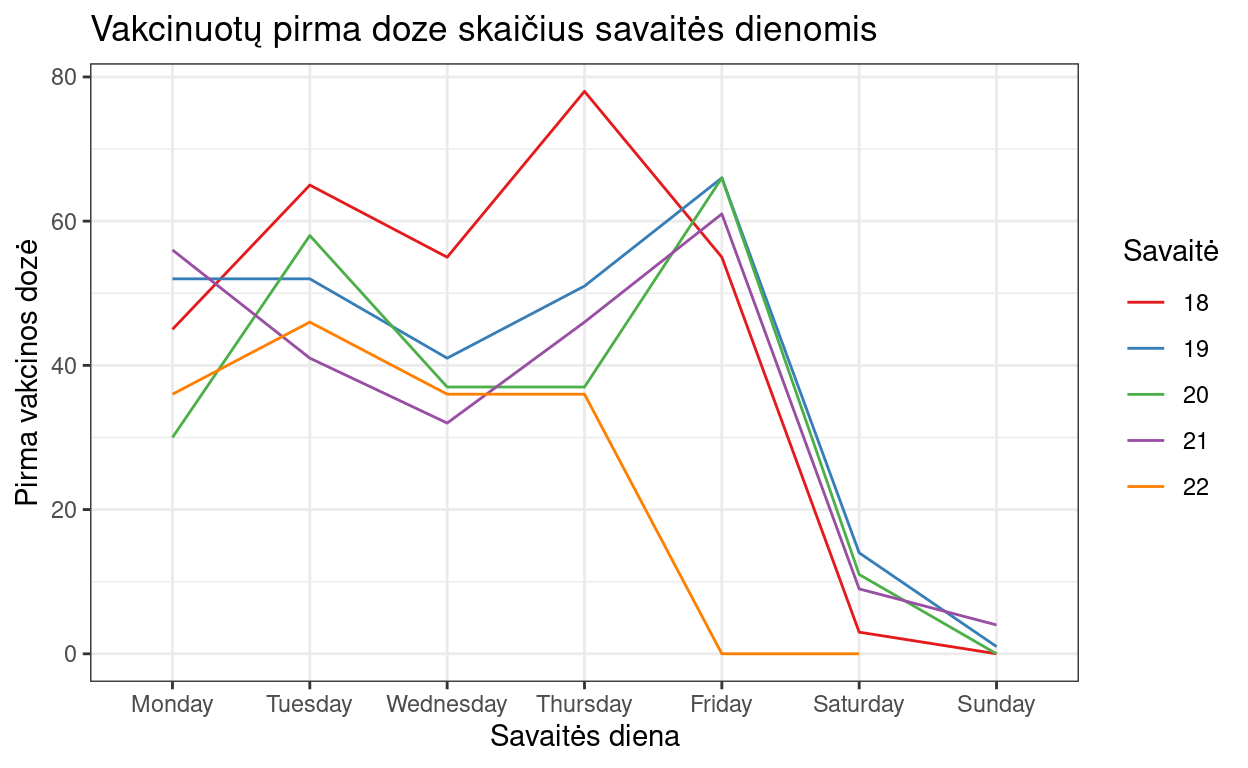 Vakcinuotų pirma doze skaičius savaitės dienomis
Pirma vakcinos dozė
80
60
40
20
0
Monday Tuesday Wednesday Thursday Friday Saturday Sunday
Savaitės diena
Savaitė
18
19
20
21
22